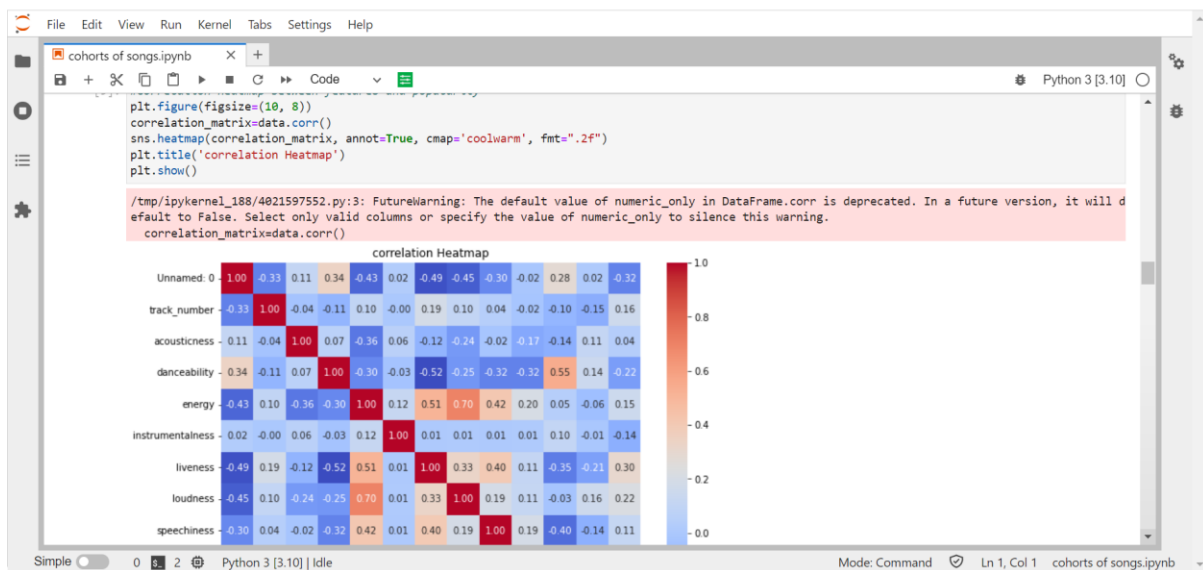 File Edit View Run Kernel Tabs Settings Help
cohorts of songs.ipynb × +
Code Python 3 [3.10]
plt.figure(figsize=(10, 8))
correlation_matrix=data.corr()
sns.heatmap(correlation_matrix, annot=True, cmap='coolwarm', fmt=".2f")
plt.title('correlation Heatmap')
plt.show()
/tmp/ipykernel_188/4021597552.py:3: FutureWarning: The default value of numeric_only in DataFrame.corr is deprecated. In a future version, it will d
efault to False. Select only valid columns or specify the value of numeric_only to silence this warning.
correlation_matrix=data.corr()
correlation Heatmap
Unnamed: 0 1.00 -0.33 0.11 0.34 -0.43 0.02 -0.49 -0.45 -0.30 -0.02 0.28 0.02 -0.32
track_number -0.33 1.00 -0.04 -0.11 0.10 -0.00 0.19 0.10 0.04 -0.02 -0.10 -0.15 0.16
acousticness 0.11 -0.04 1.00 0.07 -0.36 0.06 -0.12 -0.24 -0.02 -0.17 -0.14 0.11 0.04
danceability 0.34 -0.11 0.07 1.00 -0.30 -0.03 -0.52 -0.25 -0.32 -0.32 0.55 0.14 -0.22
energy -0.43 0.10 -0.36 -0.30 1.00 0.12 0.51 0.70 0.42 0.20 0.05 -0.06 0.15
instrumentalness 0.02 -0.00 0.06 -0.03 0.12 1.00 0.01 0.01 0.01 0.01 0.10 -0.01 -0.14
liveness -0.49 0.19 -0.12 -0.52 0.51 0.01 1.00 0.33 0.40 0.11 -0.35 -0.21 0.30
loudness -0.45 0.10 -0.24 -0.25 0.70 0.01 0.33 1.00 0.19 0.11 -0.03 0.16 0.22
speechiness -0.30 0.04 -0.02 -0.32 0.42 0.01 0.40 0.19 1.00 0.19 -0.40 -0.14 0.11
1.0
0.8
0.6
0.4
0.2
0.0
Simple 0 2 Python 3 [3.10] | Idle Mode: Command Ln 1, Col 1 cohorts of songs.ipynb